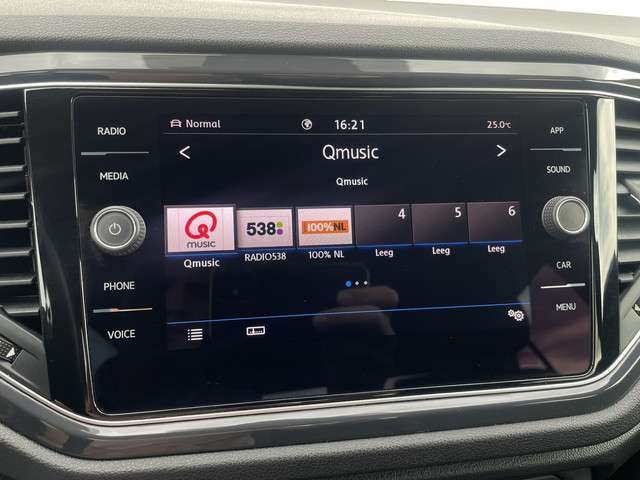 RADIO
MEDIA
PHONE
VOICE
Normal
16:21
25.0°C
< Qmusic >
Qmusic
Q music
538
100% NL
4
5
6
Qmusic
RADIO538
100% NL
Leeg
Leeg
Leeg
APP
SOUND
CAR
MENU